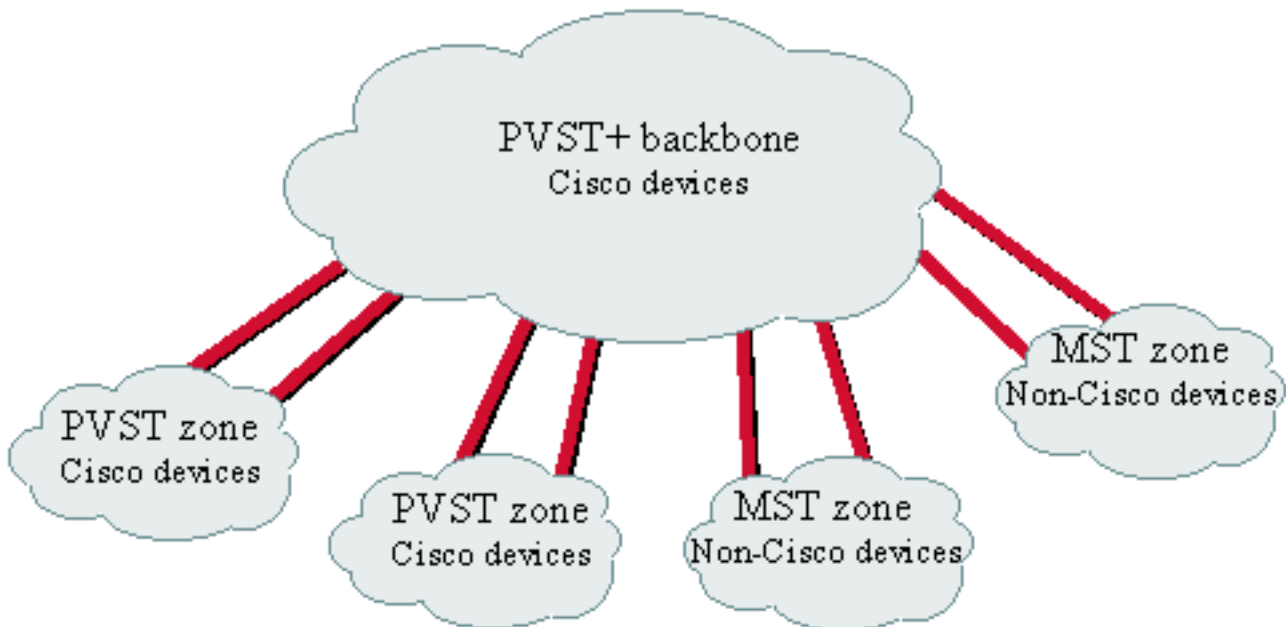 PVST+ backbone
Cisco devices
MST zone
Non-Cisco devices
PVST zone
Cisco devices
PVST zone
Cisco devices
MST zone
Non-Cisco devices